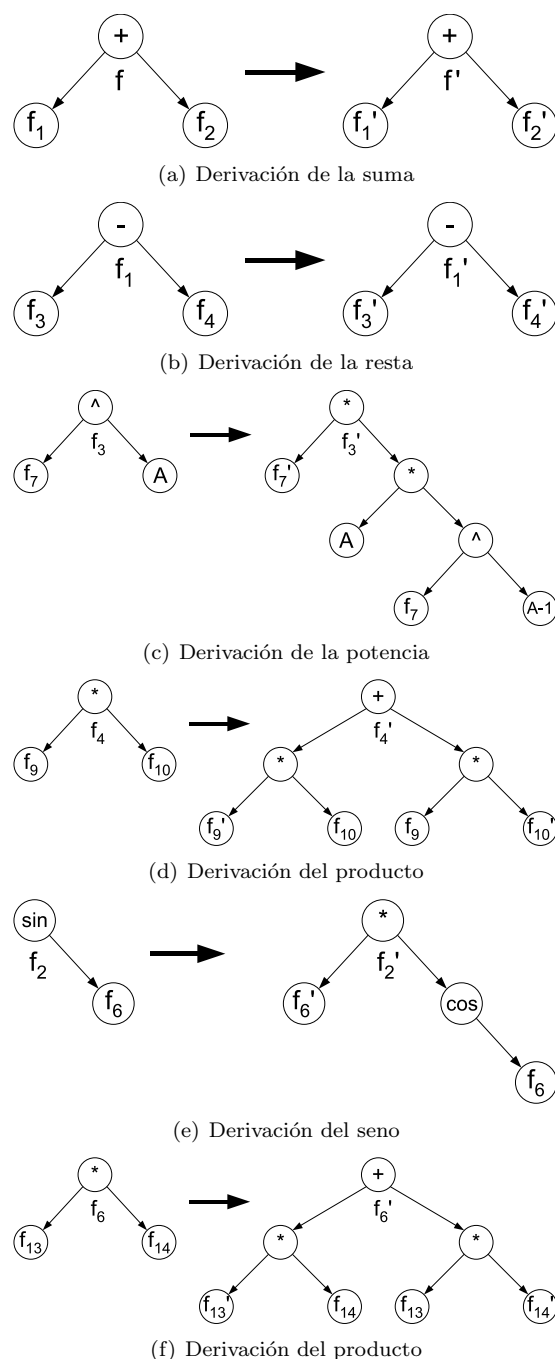 + +
f f'
f₁ f₂ f₁' f₂'
(a) Derivación de la suma
- -
f₁ f₁'
f₃ f₄ f₃' f₄'
(b) Derivación de la resta
^ *
f₃ f₃'
f₇ A f₇' *
A ^
f₇ A-1
(c) Derivación de la potencia
* +
f₄ f₄'
f₉ f₁₀ * *
f₉' f₁₀ f₉ f₁₀'
(d) Derivación del producto
sin *
f₂ f₂'
f₆ f₆' cos
f₆
(e) Derivación del seno
* +
f₆ f₆'
f₁₃ f₁₄ * *
f₁₃' f₁₄ f₁₃ f₁₄'
(f) Derivación del producto